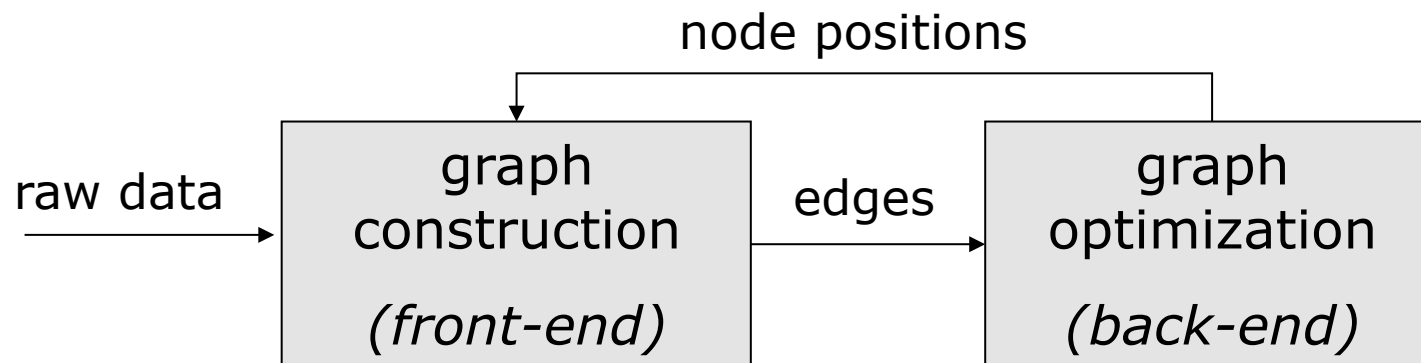 node positions
raw data
graph
construction
(front-end)
edges
graph
optimization
(back-end)